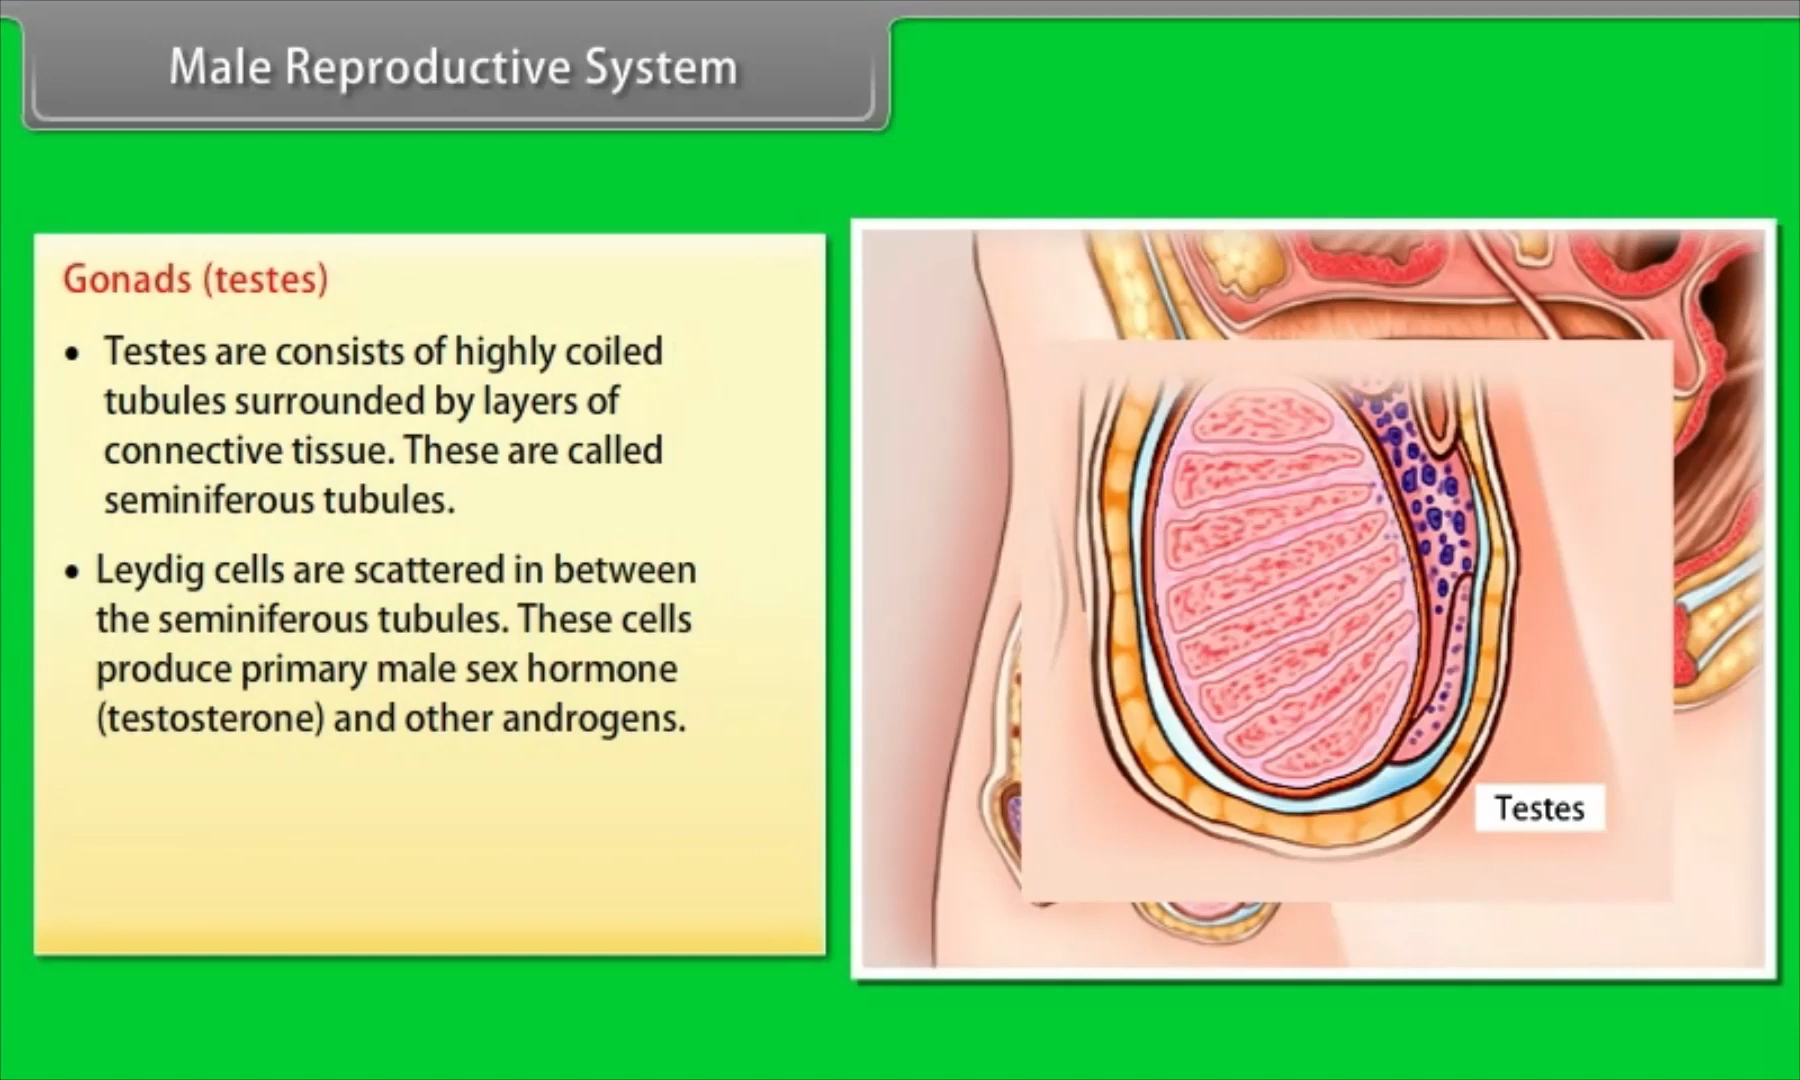 Male Reproductive System
Gonads (testes)
• Testes are consists of highly coiled
tubules surrounded by layers of
connective tissue. These are called
seminiferous tubules.
• Leydig cells are scattered in between
the seminiferous tubules. These cells
produce primary male sex hormone
(testosterone) and other androgens.
Testes